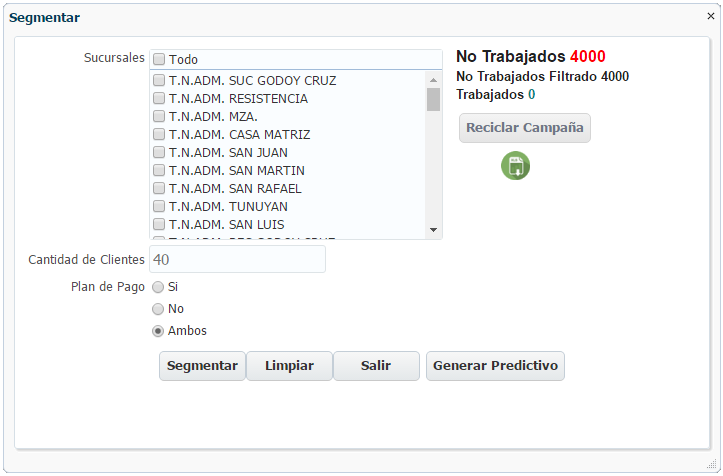 Segmentar
Sucursales
Todo
T.N.ADM. SUC GODOY CRUZ
T.N.ADM. RESISTENCIA
T.N.ADM. MZA.
T.N.ADM. CASA MATRIZ
T.N.ADM. SAN JUAN
T.N.ADM. SAN MARTIN
T.N.ADM. SAN RAFAEL
T.N.ADM. TUNUYAN
T.N.ADM. SAN LUIS
No Trabajados 4000
No Trabajados Filtrado 4000
Trabajados 0
Reciclar Campaña
Cantidad de Clientes 40
Plan de Pago
Si
No
Ambos
Segmentar Limpiar Salir Generar Predictivo